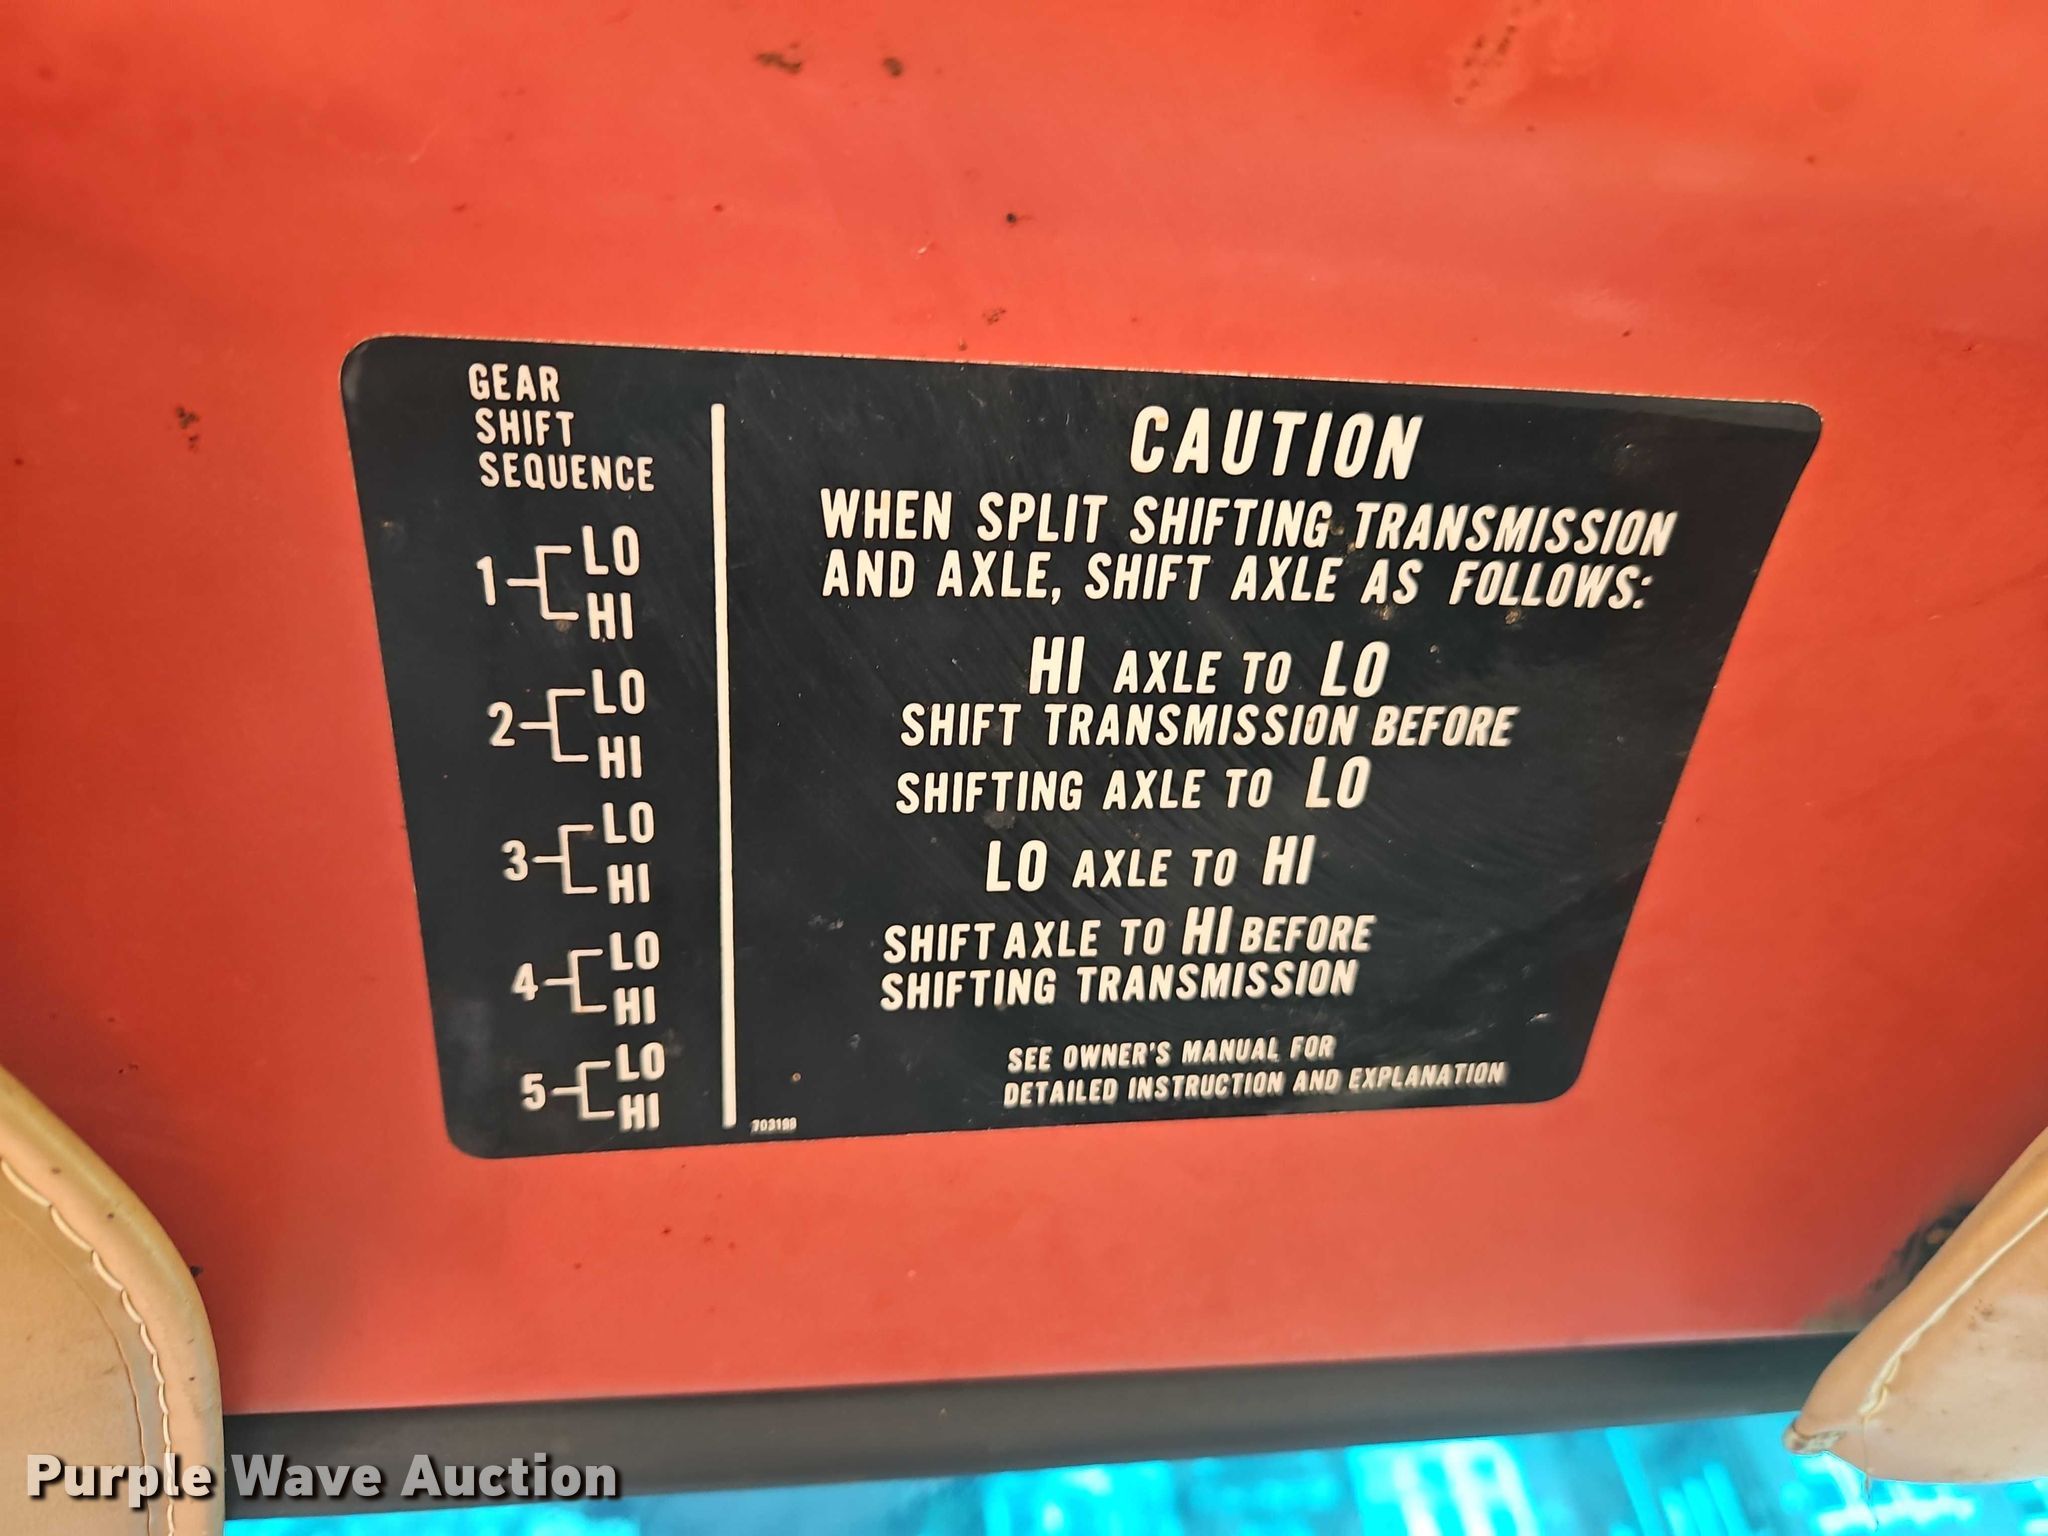 GEAR
SHIFT
SEQUENCE
1 LO
HI
2 LO
HI
3 LO
HI
4 LO
HI
5 LO
HI
CAUTION
WHEN SPLIT SHIFTING TRANSMISSION
AND AXLE, SHIFT AXLE AS FOLLOWS:
HI AXLE TO LO
SHIFT TRANSMISSION BEFORE
SHIFTING AXLE TO LO
LO AXLE TO HI
SHIFT AXLE TO HI BEFORE
SHIFTING TRANSMISSION
SEE OWNER'S MANUAL FOR
DETAILED INSTRUCTION AND EXPLANATION
Purple Wave Auction